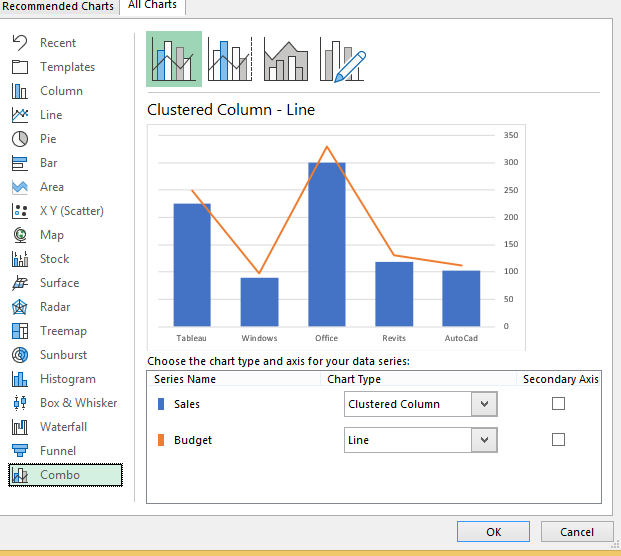 Recommended Charts
All Charts
Recent
Templates
Column
Line
Pie
Bar
Area
X Y (Scatter)
Map
Stock
Surface
Radar
Treemap
Sunburst
Histogram
Box & Whisker
Waterfall
Funnel
Combo
Clustered Column - Line
350
300
250
200
150
100
50
0
Tableau Windows Office Revits AutoCad
Choose the chart type and axis for your data series:
Series Name Chart Type Secondary Axis
Sales Clustered Column
Budget Line
OK Cancel